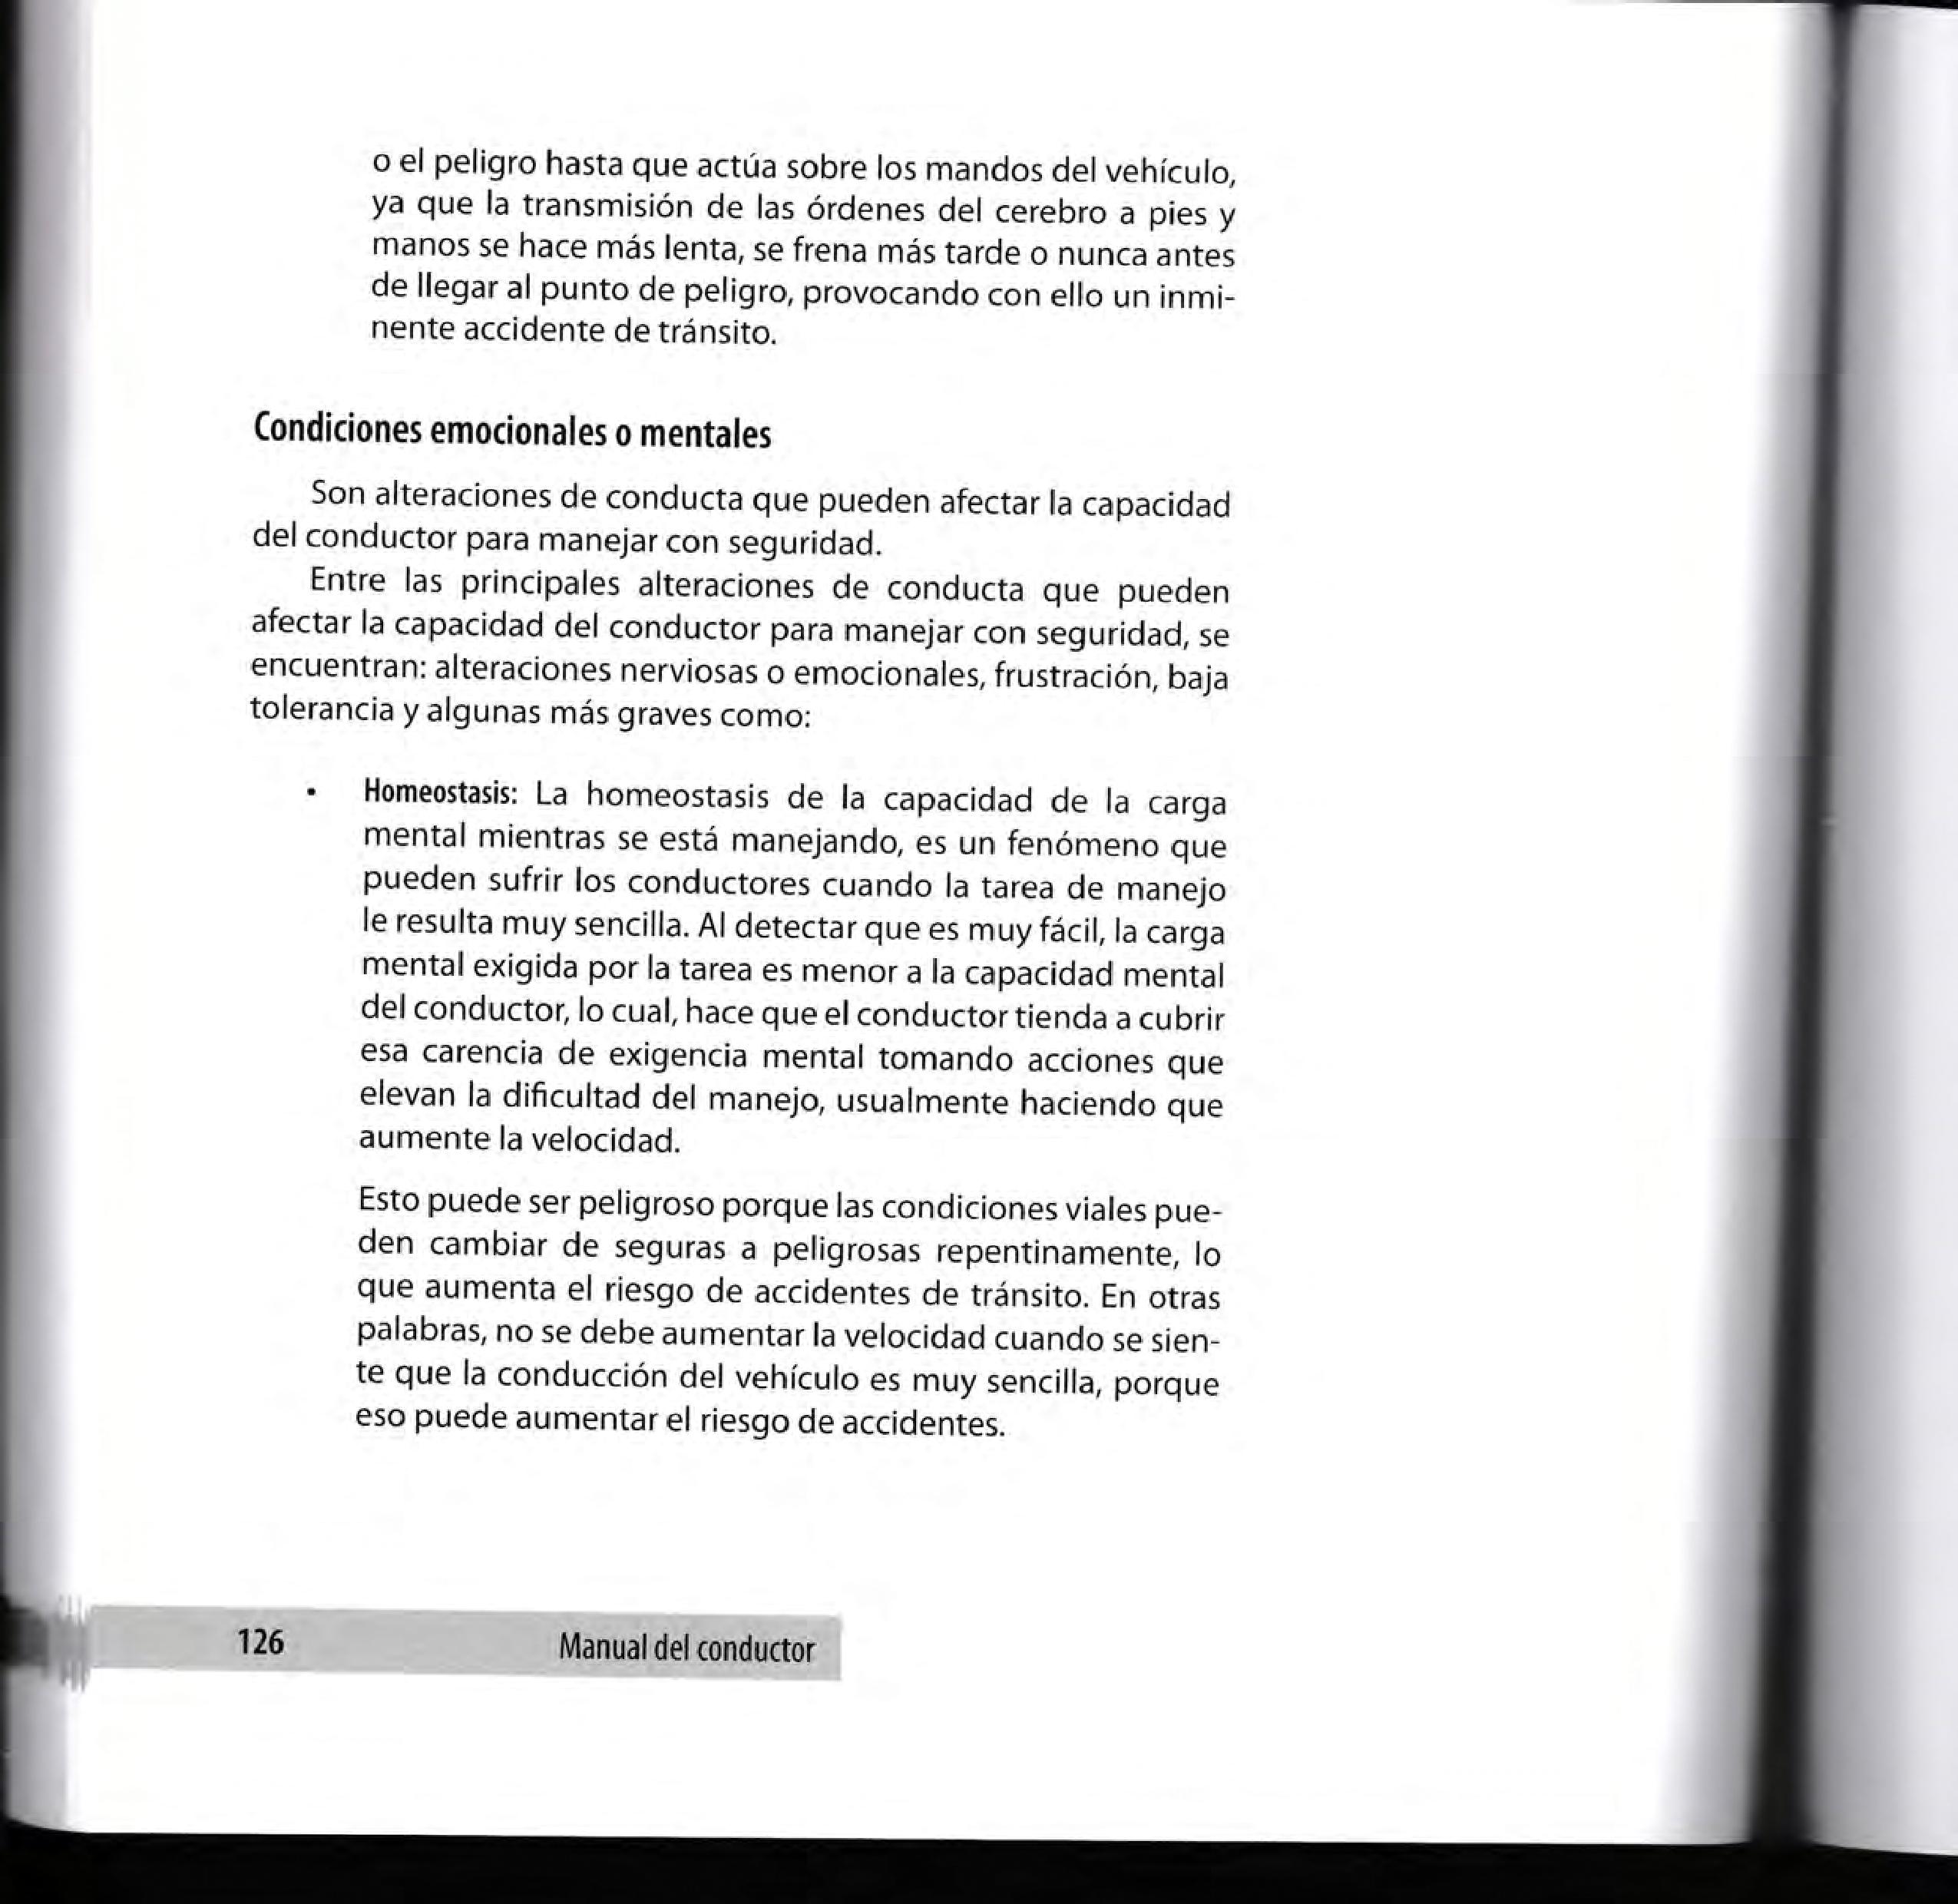 o el peligro hasta que actúa sobre los mandos del vehículo,
ya que la transmisión de las órdenes del cerebro a pies y
manos se hace más lenta, se frena más tarde o nunca antes
de llegar al punto de peligro, provocando con ello un inmi-
nente accidente de tránsito.
Condiciones emocionales o mentales
Son alteraciones de conducta que pueden afectar la capacidad
del conductor para manejar con seguridad.
Entre las principales alteraciones de conducta que pueden
afectar la capacidad del conductor para manejar con seguridad, se
encuentran: alteraciones nerviosas o emocionales, frustración, baja
tolerancia y algunas más graves como:
• Homeostasis: La homeostasis de la capacidad de la carga
mental mientras se está manejando, es un fenómeno que
pueden sufrir los conductores cuando la tarea de manejo
le resulta muy sencilla. Al detectar que es muy fácil, la carga
mental exigida por la tarea es menor a la capacidad mental
del conductor, lo cual, hace que el conductor tienda a cubrir
esa carencia de exigencia mental tomando acciones que
elevan la dificultad del manejo, usualmente haciendo que
aumente la velocidad.
Esto puede ser peligroso porque las condiciones viales pue-
den cambiar de seguras a peligrosas repentinamente, lo
que aumenta el riesgo de accidentes de tránsito. En otras
palabras, no se debe aumentar la velocidad cuando se sien-
te que la conducción del vehículo es muy sencilla, porque
eso puede aumentar el riesgo de accidentes.
126 Manual del conductor